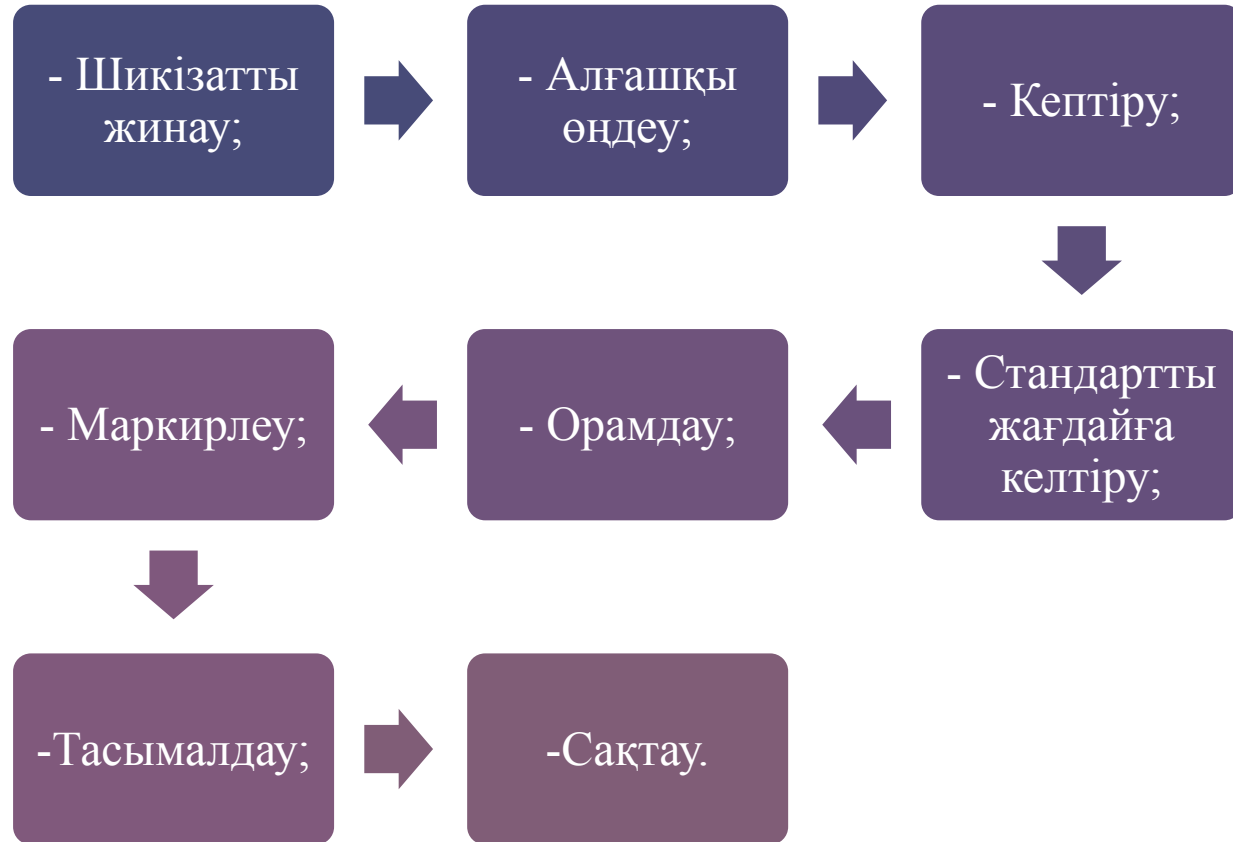 - Шикізатты
жинау;
- Алғашқы
өңдеу;
- Кептіру;
- Стандартты
жағдайға
келтіру;
- Орамдау;
- Маркирлеу;
-Тасымалдау;
-Сақтау.